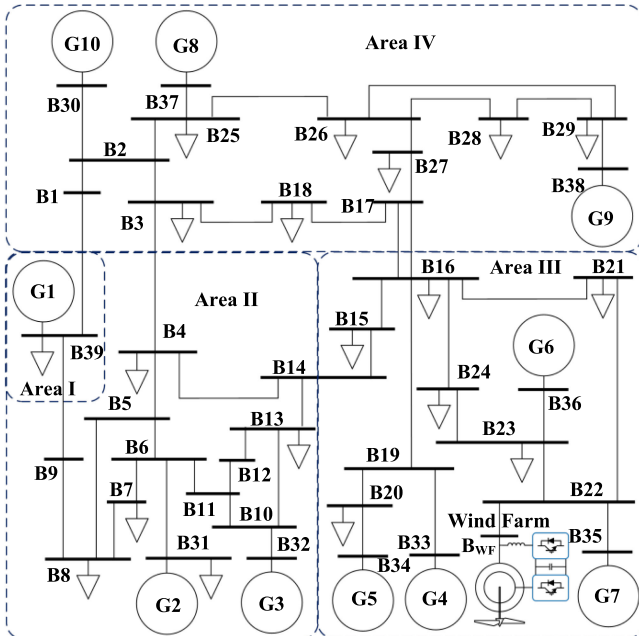 G10
G8
Area IV
B30
B37
B25
B26
B28
B29
B2
B27
B1
B38
B3
B18
B17
G9
G1
Area II
B16
Area III
B21
B15
B39
B4
G6
Area I
B14
B24
B36
B5
B13
B23
B6
B19
B9
B12
B7
B20
B22
B11
B10
Wind Farm
B31
B32
B33
BWF
B35
B8
B34
G2
G3
G5
G4
G7